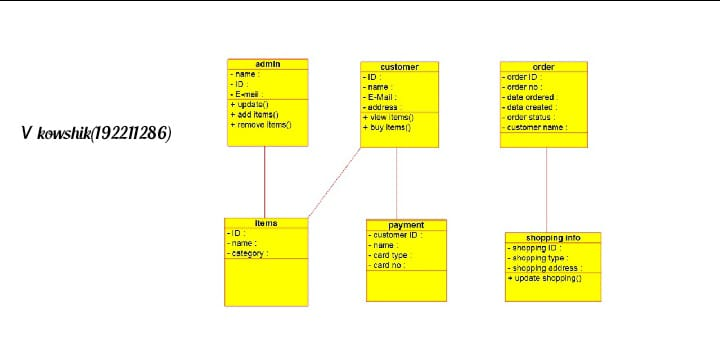 V kowshik(192211286)
admin
- name :
- ID :
- E-mail :
+ update()
+ add items()
+ remove items()
customer
- ID :
- name :
- E-Mail :
- address :
+ view items()
+ buy items()
order
- order ID :
- order no :
- data ordered :
- data created :
- order status :
- customer name :
items
- ID :
- name :
- category :
payment
- customer ID :
- name :
- card type :
- card no :
shopping info
- shopping ID :
- shopping type :
- shopping address :
+ update shopping()